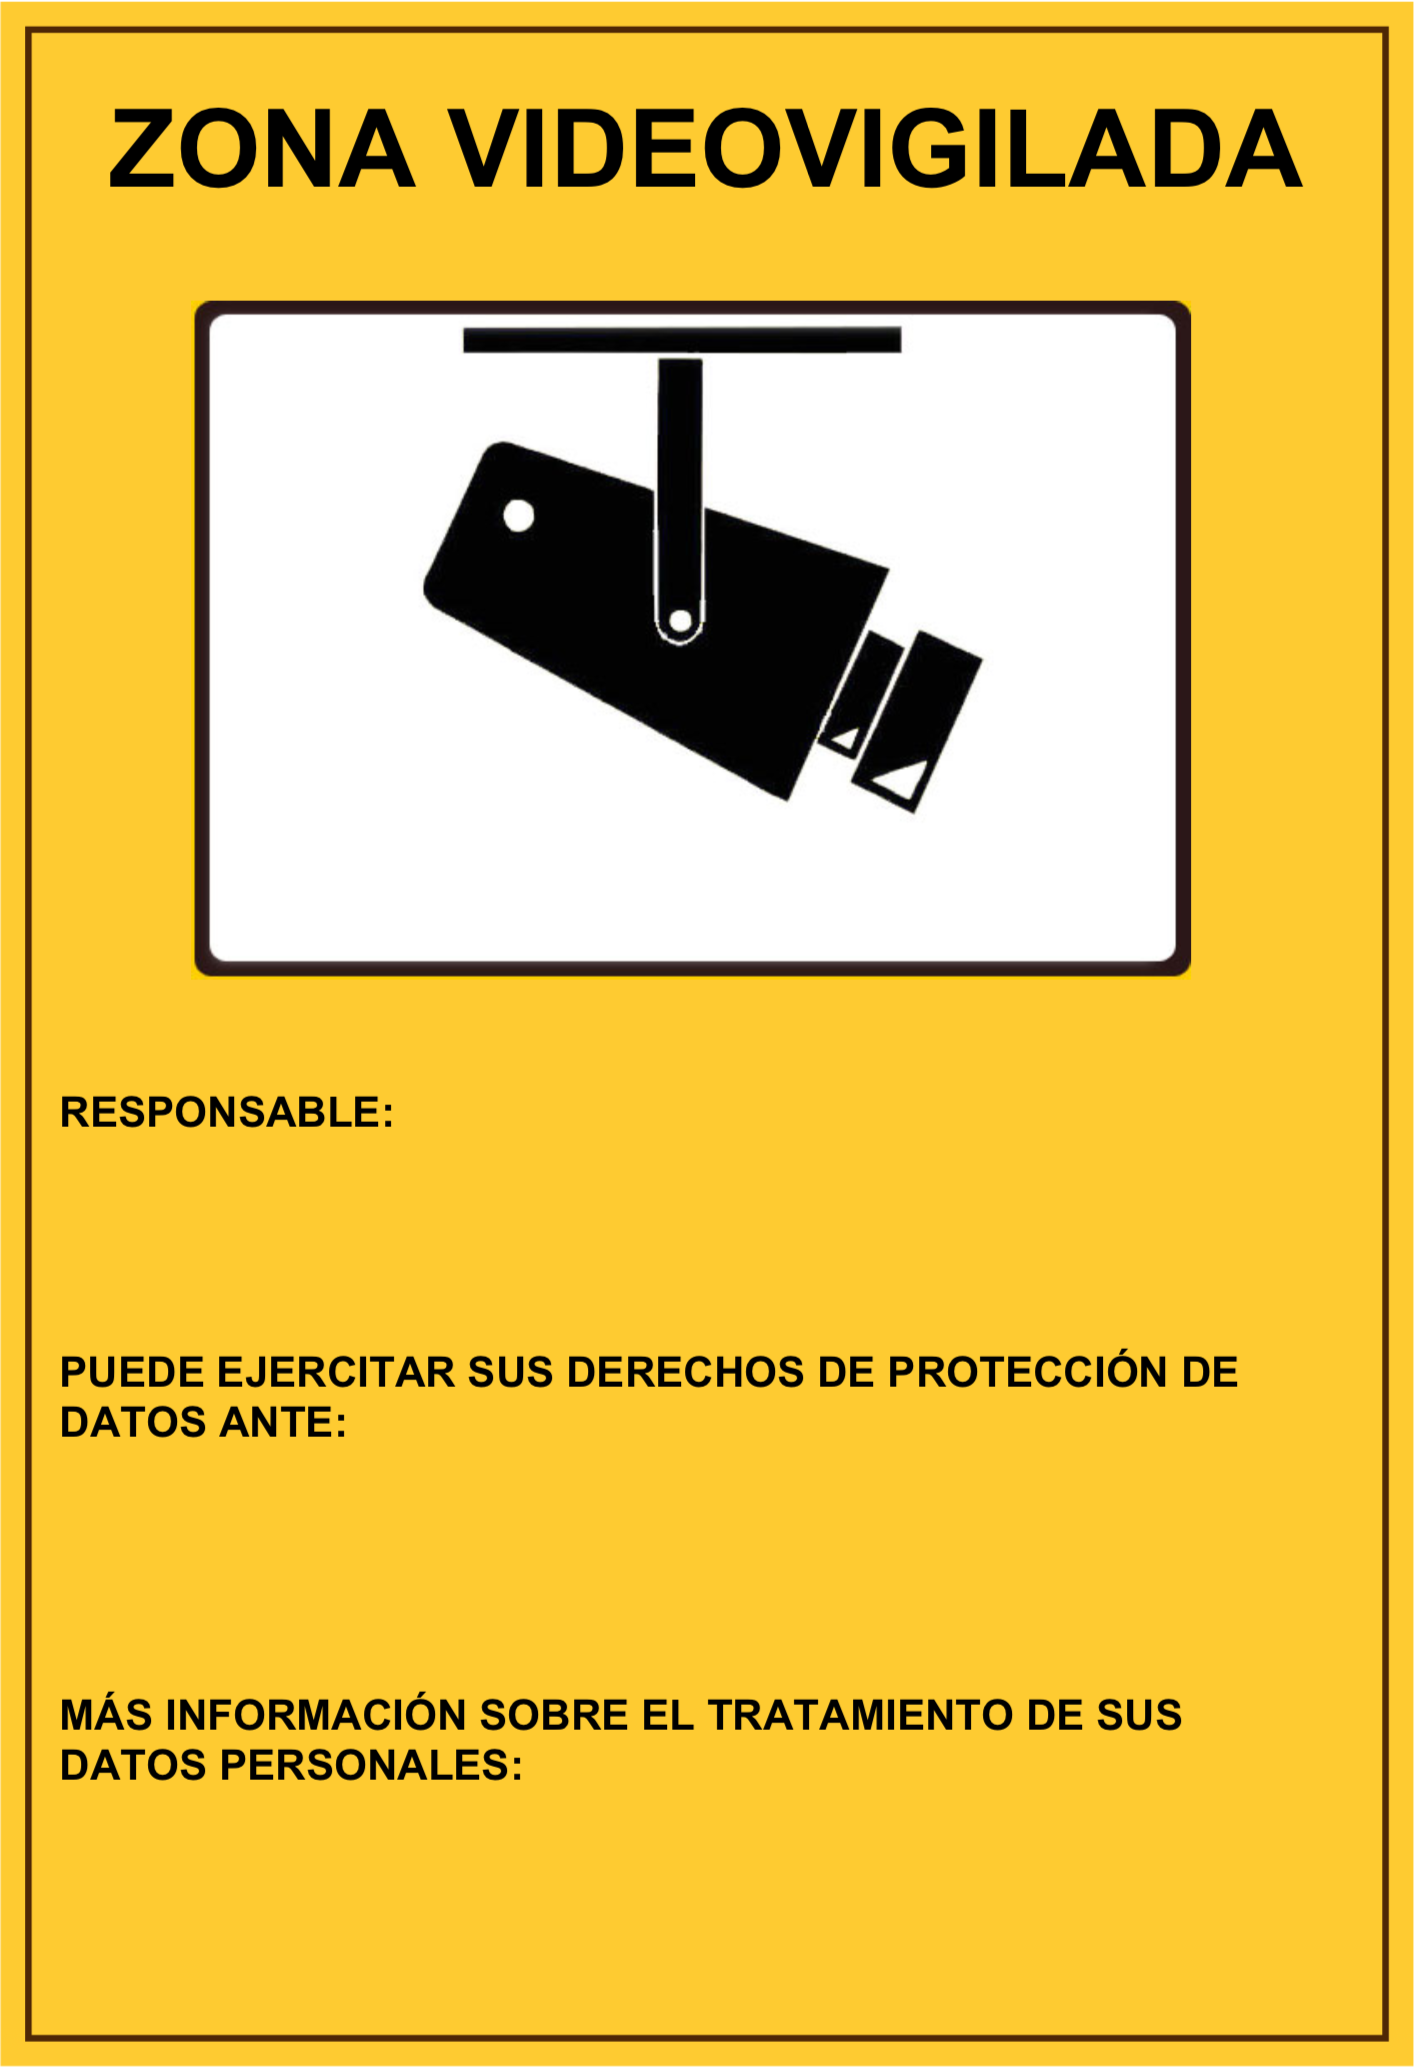 ZONA VIDEOVIGILADA
RESPONSABLE:
PUEDE EJERCITAR SUS DERECHOS DE PROTECCIÓN DE
DATOS ANTE:
MÁS INFORMACIÓN SOBRE EL TRATAMIENTO DE SUS
DATOS PERSONALES: